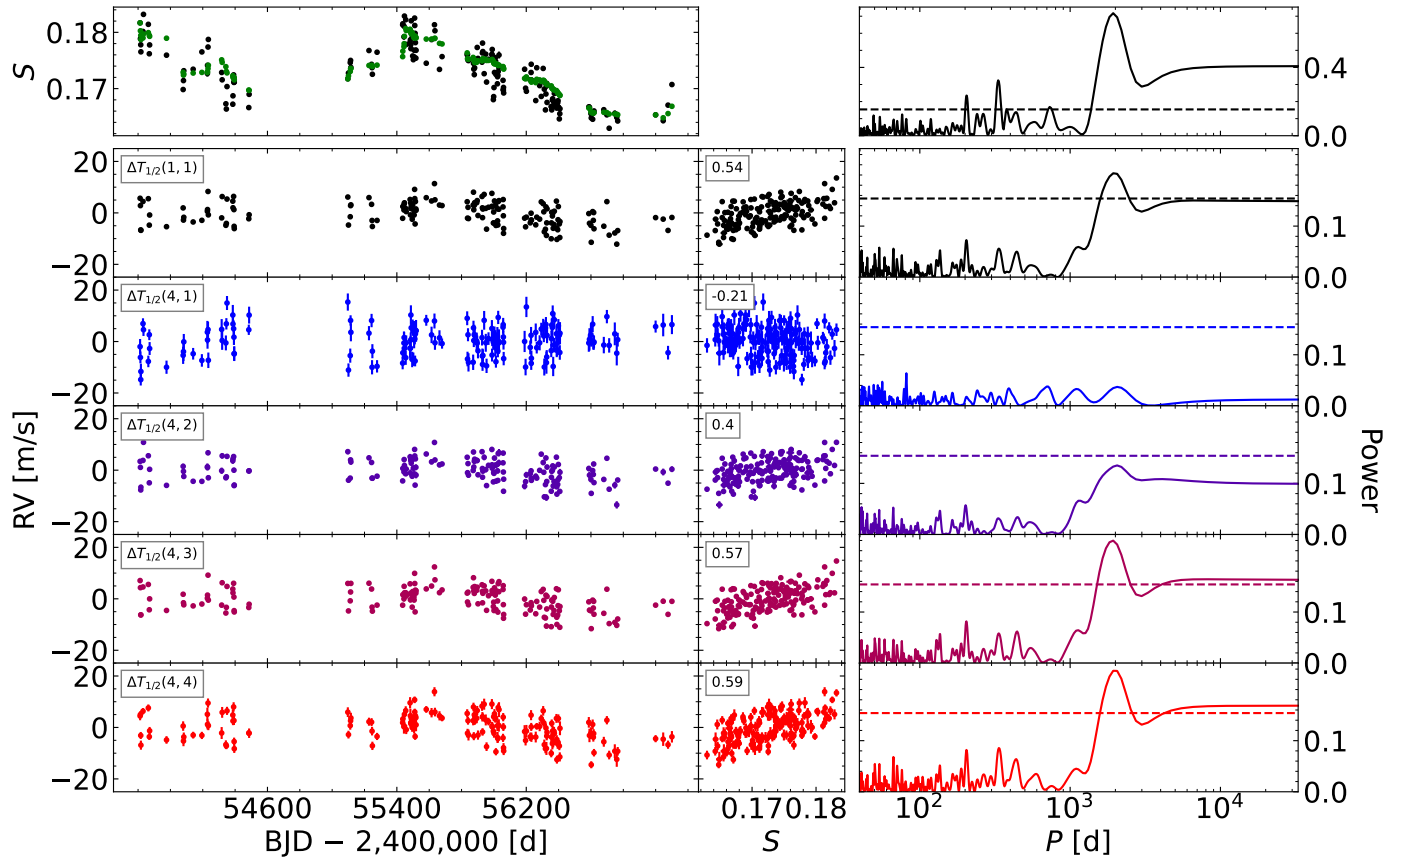 0.18
0.17
S
0.4
0.0
20
0
−20
ΔT1/2(1, 1)
0.54
0.1
0.0
20
0
−20
ΔT1/2(4, 1)
-0.21
0.1
0.0
20
0
−20
ΔT1/2(4, 2)
0.4
0.1
0.0
RV [m/s]
Power
20
0
−20
ΔT1/2(4, 3)
0.57
0.1
0.0
20
0
−20
ΔT1/2(4, 4)
0.59
0.1
0.0
54600 55400 56200
0.17 0.18
10² 10³ 10⁴
BJD − 2,400,000 [d]
S
P [d]